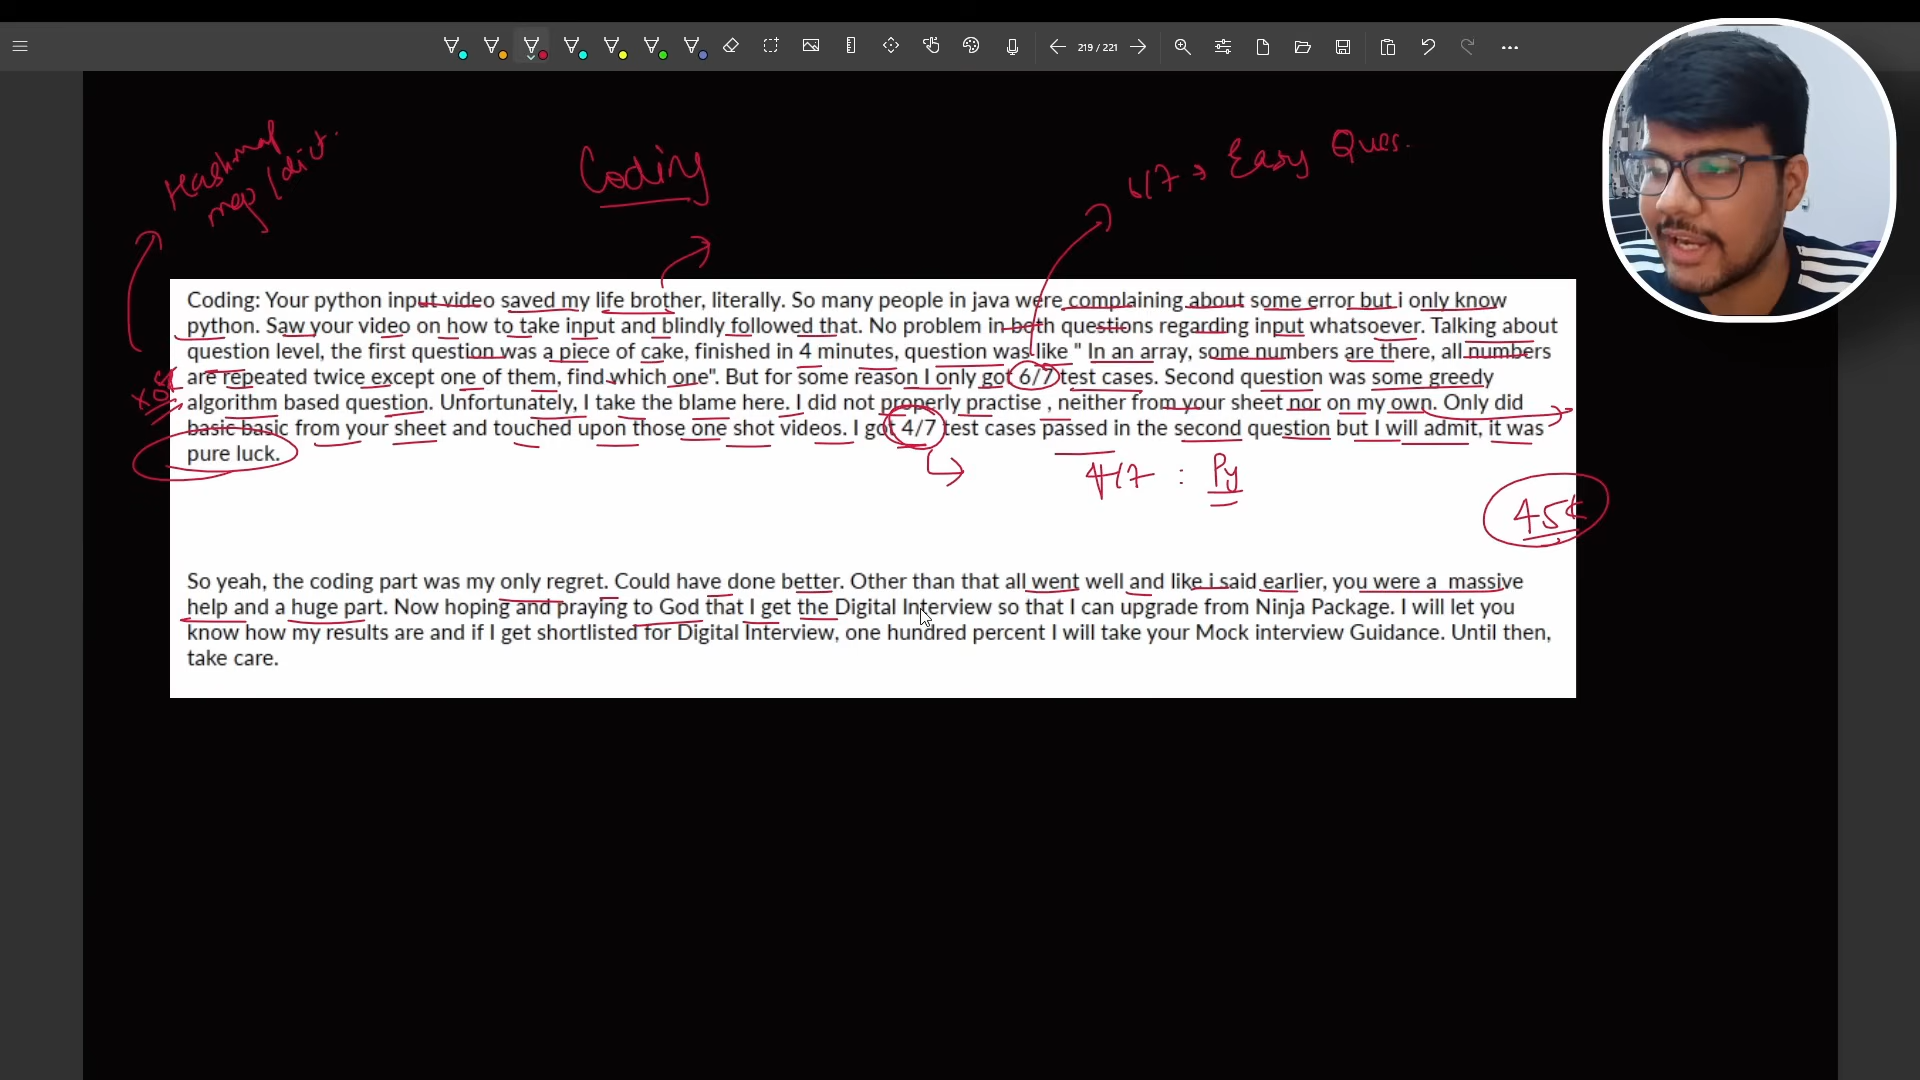 219 / 221
Hashmap
map / dict.
Coding
6/7 → Easy Ques.
Coding: Your python input video saved my life brother, literally. So many people in java were complaining about some error but i only know
python. Saw your video on how to take input and blindly followed that. No problem in both questions regarding input whatsoever. Talking about
question level, the first question was a piece of cake, finished in 4 minutes, question was like " In an array, some numbers are there, all numbers
are repeated twice except one of them, find which one". But for some reason I only got 6/7 test cases. Second question was some greedy
XOR
algorithm based question. Unfortunately, I take the blame here. I did not properly practise , neither from your sheet nor on my own. Only did
basic basic from your sheet and touched upon those one shot videos. I got 4/7 test cases passed in the second question but I will admit, it was
pure luck.
4/7 : Py
So yeah, the coding part was my only regret. Could have done better. Other than that all went well and like i said earlier, you were a massive
help and a huge part. Now hoping and praying to God that I get the Digital Interview so that I can upgrade from Ninja Package. I will let you
know how my results are and if I get shortlisted for Digital Interview, one hundred percent I will take your Mock interview Guidance. Until then,
take care.